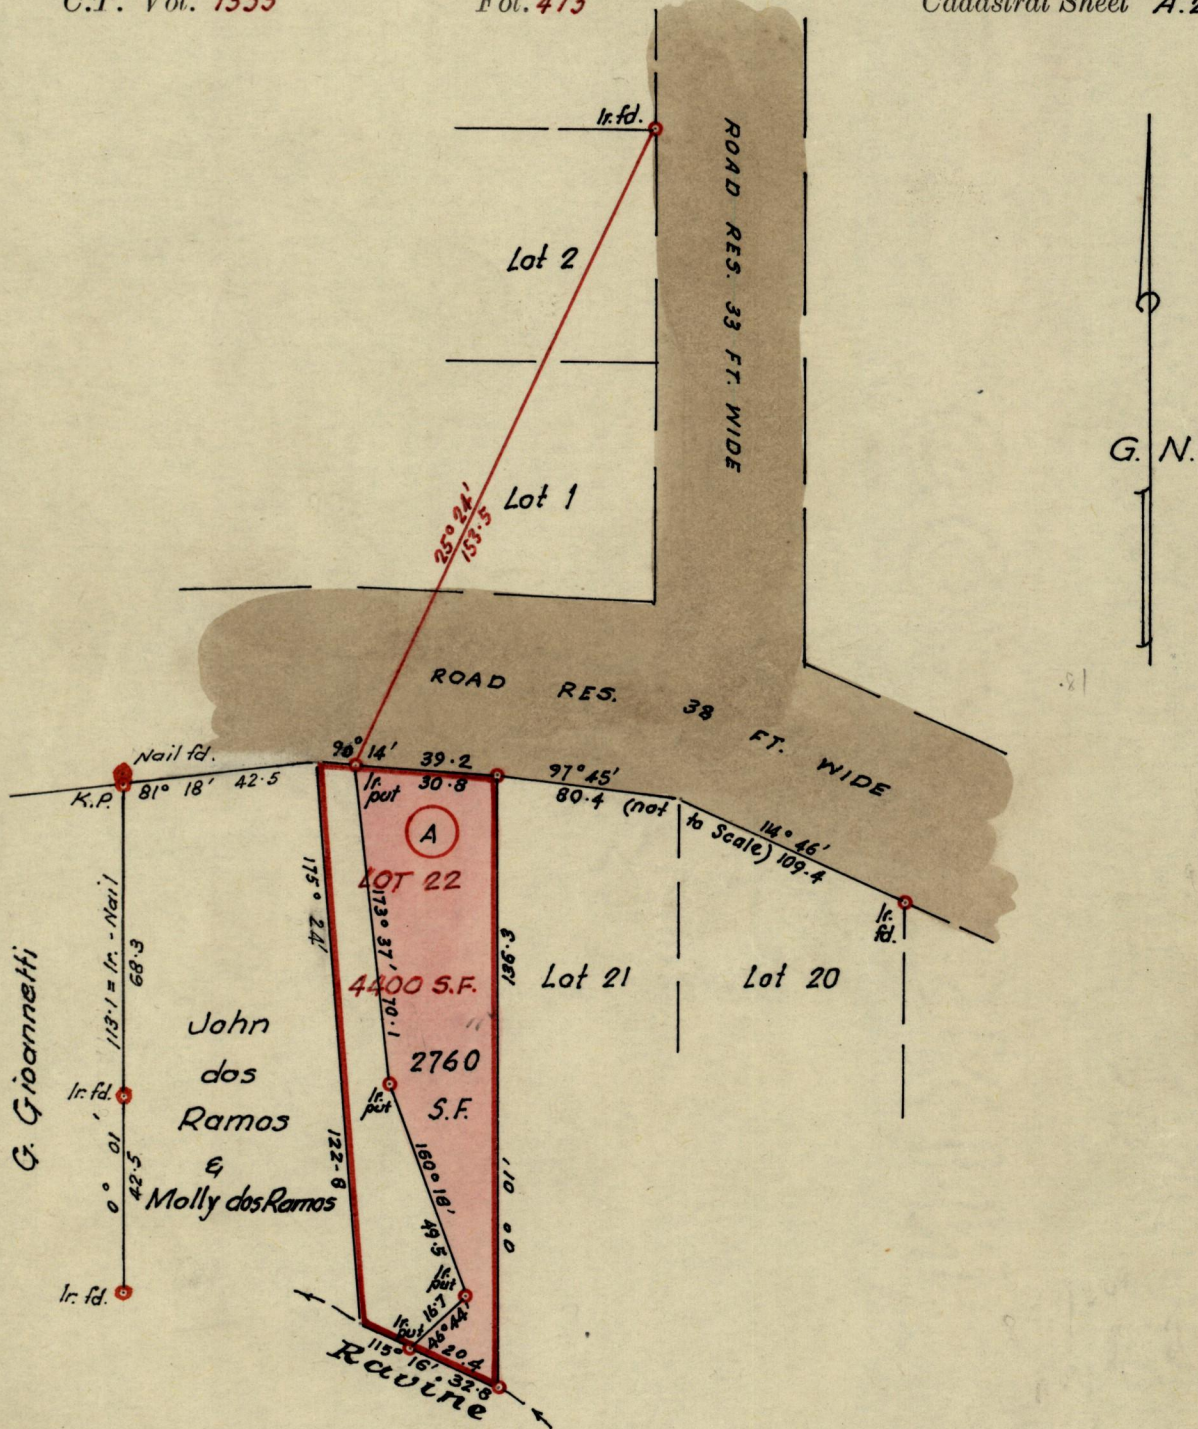 C.T. Vol. 1355 Fol. 473 Cadastral Sheet A.2
Ir. fd.
ROAD RES. 33 FT. WIDE
Lot 2
G. N.
Lot 1
25° 24'
153·5
ROAD RES. 38 FT. WIDE
Nail fd.
K.P.
81° 18' 42·5
96° 14' 39·2
30·8
Ir.
put
97° 45'
80·4 (not to Scale) 109·4
114° 46'
Ir.
fd.
A
LOT 22
175° 24'
122·8
173° 37'
70·1
4400 S.F.
2760
S.F.
139·3
0° 01'
Lot 21
Lot 20
G. Gioannetti
113·1 = Ir. - Nail
68·3
Ir. fd.
0° 01'
42·5
Ir. fd.
John
dos
Ramos
&
Molly dos Ramos
Ir.
put
160° 18'
49·5
Ir.
put
16·7
46° 44'
Ir.
put
20·4
115° 16' 32·8
Ravine